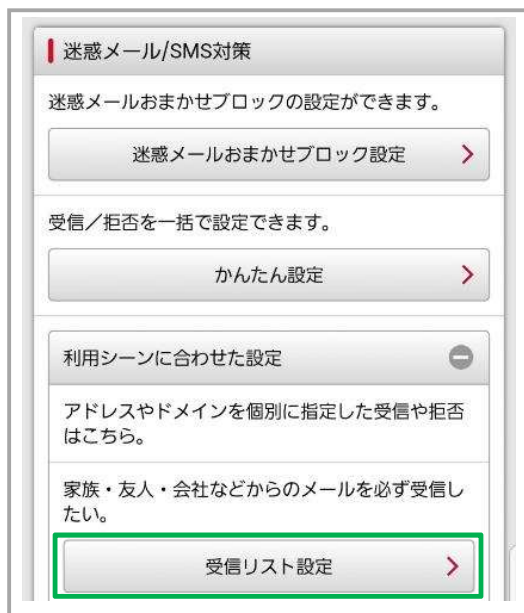 迷惑メール/SMS対策
迷惑メールおまかせブロックの設定ができます。
迷惑メールおまかせブロック設定
受信／拒否を一括で設定できます。
かんたん設定
利用シーンに合わせた設定
アドレスやドメインを個別に指定した受信や拒否
はこちら。
家族・友人・会社などからのメールを必ず受信し
たい。
受信リスト設定